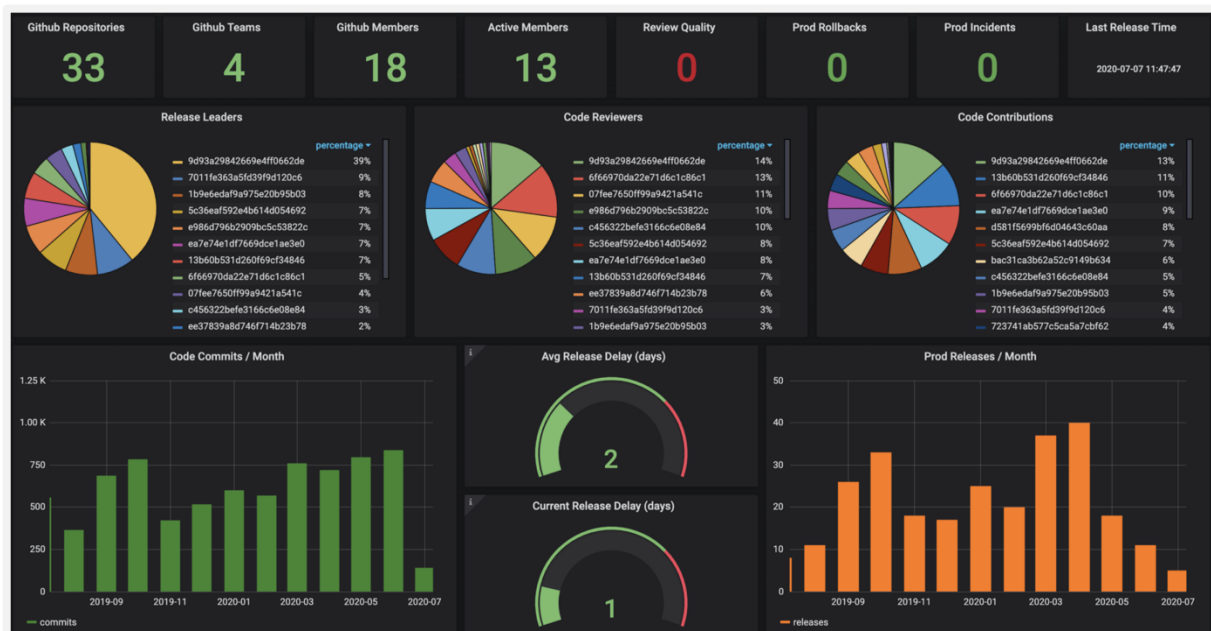 Github Repositories
33
Github Teams
4
Github Members
18
Active Members
13
Review Quality
0
Prod Rollbacks
0
Prod Incidents
0
Last Release Time
2020-07-07 11:47:47
Release Leaders
percentage
9d93a29842669e4ff0662de 39%
7011fe363a5fd39f9d120c6 9%
1b9e6edaf9a975e20b95b03 8%
5c36eaf592e4b614d054692 7%
e986d796b2909bc5c53822c 7%
ea7e74e1df7669dce1ae3e0 7%
13b60b531d260f69cf34846 7%
6f66970da22e71d6c1c86c1 5%
07fee7650ff99a9421a541c 4%
c456322befe3166c6e08e84 3%
ee37839a8d746f714b23b78 2%
Code Reviewers
percentage
9d93a29842669e4ff0662de 14%
6f66970da22e71d6c1c86c1 13%
07fee7650ff99a9421a541c 11%
e986d796b2909bc5c53822c 10%
c456322befe3166c6e08e84 10%
5c36eaf592e4b614d054692 8%
ea7e74e1df7669dce1ae3e0 8%
13b60b531d260f69cf34846 7%
ee37839a8d746f714b23b78 6%
7011fe363a5fd39f9d120c6 3%
1b9e6edaf9a975e20b95b03 3%
Code Contributions
percentage
9d93a29842669e4ff0662de 13%
13b60b531d260f69cf34846 11%
6f66970da22e71d6c1c86c1 10%
ea7e74e1df7669dce1ae3e0 9%
d581f5699bf6d04643c60aa 8%
5c36eaf592e4b614d054692 7%
bac31ca3b62a52c9149b634 6%
c456322befe3166c6e08e84 5%
1b9e6edaf9a975e20b95b03 5%
7011fe363a5fd39f9d120c6 4%
723741ab577c5ca5a7cbf62 4%
Code Commits / Month
1.25 K
1.00 K
750
500
250
0
2019-09 2019-11 2020-01 2020-03 2020-05 2020-07
commits
i
Avg Release Delay (days)
2
i
Current Release Delay (days)
1
Prod Releases / Month
50
40
30
20
10
0
2019-09 2019-11 2020-01 2020-03 2020-05 2020-07
releases